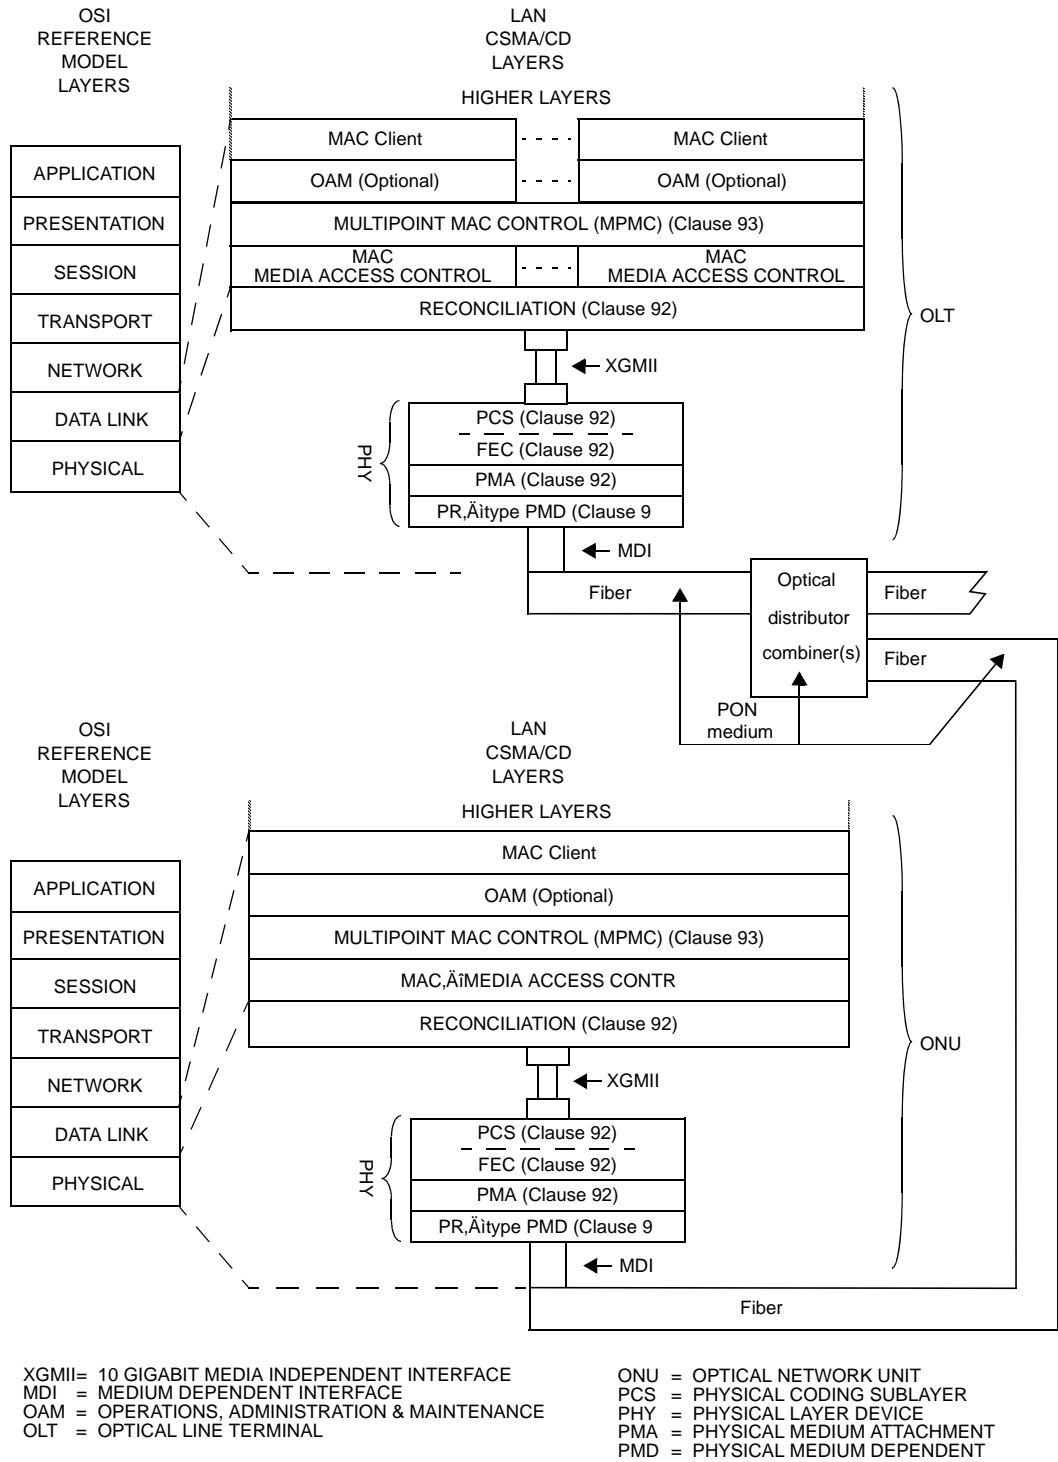 OSI
REFERENCE
MODEL
LAYERS
LAN
CSMA/CD
LAYERS
HIGHER LAYERS
APPLICATION
PRESENTATION
SESSION
TRANSPORT
NETWORK
DATA LINK
PHYSICAL
MAC Client
MAC Client
OAM (Optional)
OAM (Optional)
MULTIPOINT MAC CONTROL (MPMC) (Clause 93)
MAC
MEDIA ACCESS CONTROL
MAC
MEDIA ACCESS CONTROL
RECONCILIATION (Clause 92)
OLT
XGMII
PHY
PCS (Clause 92)
FEC (Clause 92)
PMA (Clause 92)
PR‚Äìtype PMD (Clause 9
MDI
Fiber
Optical
distributor
combiner(s)
Fiber
Fiber
PON
medium
OSI
REFERENCE
MODEL
LAYERS
LAN
CSMA/CD
LAYERS
HIGHER LAYERS
APPLICATION
PRESENTATION
SESSION
TRANSPORT
NETWORK
DATA LINK
PHYSICAL
MAC Client
OAM (Optional)
MULTIPOINT MAC CONTROL (MPMC) (Clause 93)
MAC‚ÄîMEDIA ACCESS CONTR
RECONCILIATION (Clause 92)
ONU
XGMII
PHY
PCS (Clause 92)
FEC (Clause 92)
PMA (Clause 92)
PR‚Äìtype PMD (Clause 9
MDI
Fiber
XGMII= 10 GIGABIT MEDIA INDEPENDENT INTERFACE
MDI = MEDIUM DEPENDENT INTERFACE
OAM = OPERATIONS, ADMINISTRATION & MAINTENANCE
OLT = OPTICAL LINE TERMINAL
ONU = OPTICAL NETWORK UNIT
PCS = PHYSICAL CODING SUBLAYER
PHY = PHYSICAL LAYER DEVICE
PMA = PHYSICAL MEDIUM ATTACHMENT
PMD = PHYSICAL MEDIUM DEPENDENT